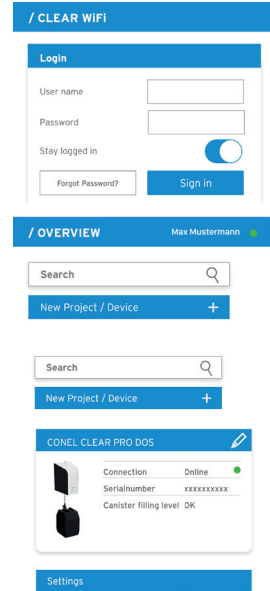 / CLEAR WiFi
Login
User name
Password
Stay logged in
Forgot Password?
Sign in
/ OVERVIEW
Max Mustermann
Search
New Project / Device +
Search
New Project / Device +
CONEL CLEAR PRO DOS
Connection Online
Serialnumber xxxxxxxxxx
Canister filling level OK
Settings